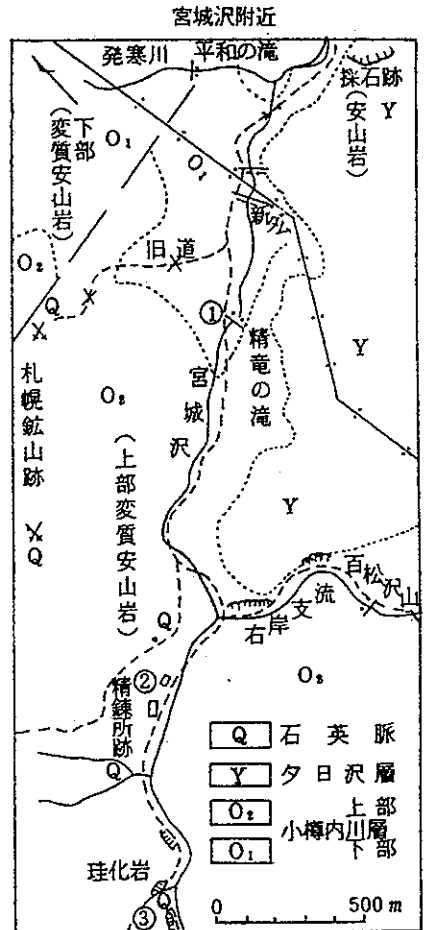 宮城沢附近
発寒川
平和の滝
採石跡
(安山岩)
Y
下部
(変質安山岩)
O₁
O₁
新ダム
旧道
O₂
Q
①
精竜の滝
宮城沢
Y
札幌鉱山跡
Q
O₂
(上部変質安山岩)
Y
百松沢山
右岸支流
Q
②
精錬所跡
O₂
Q
珪化岩
Q
③
Q 石英脈
Y 夕日沢層
O₂ 上部
小樽内川層
O₁ 下部
0 500 m